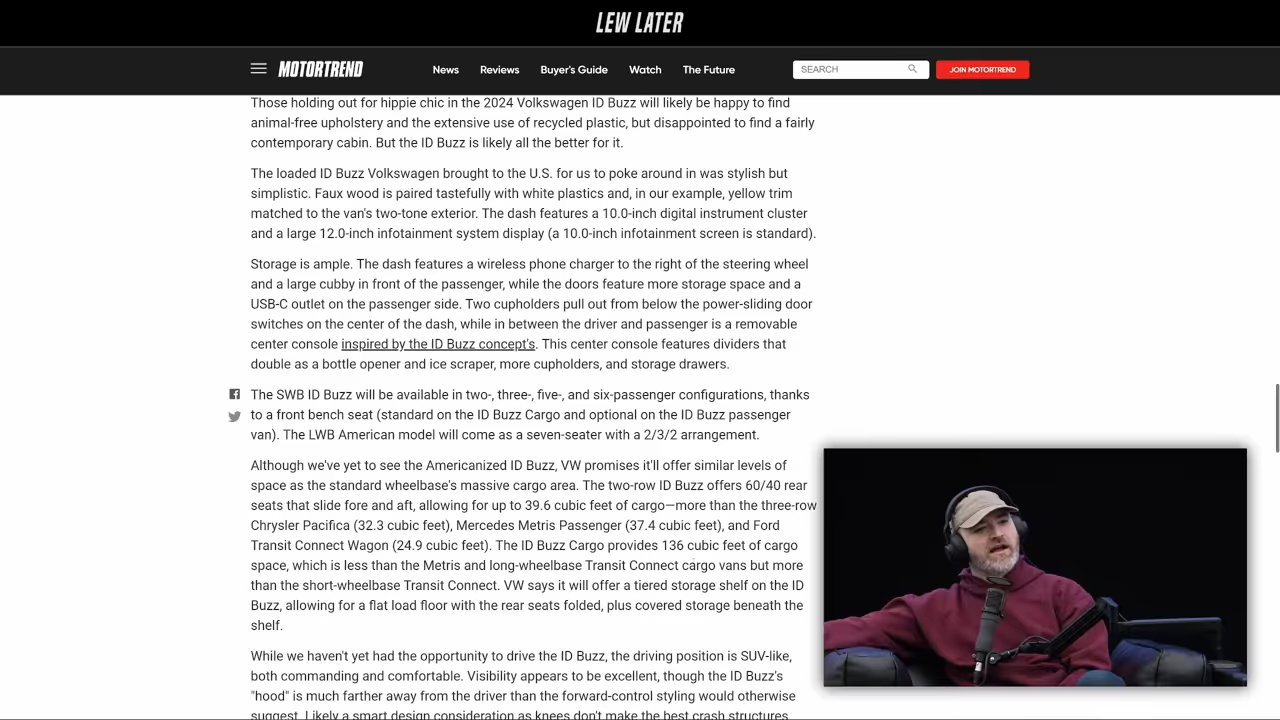 LEW LATER
MOTORTREND
News
Reviews
Buyer's Guide
Watch
The Future
SEARCH
JOIN MOTORTREND
Those holding out for hippie chic in the 2024 Volkswagen ID Buzz will likely be happy to find
animal-free upholstery and the extensive use of recycled plastic, but disappointed to find a fairly
contemporary cabin. But the ID Buzz is likely all the better for it.
The loaded ID Buzz Volkswagen brought to the U.S. for us to poke around in was stylish but
simplistic. Faux wood is paired tastefully with white plastics and, in our example, yellow trim
matched to the van's two-tone exterior. The dash features a 10.0-inch digital instrument cluster
and a large 12.0-inch infotainment system display (a 10.0-inch infotainment screen is standard).
Storage is ample. The dash features a wireless phone charger to the right of the steering wheel
and a large cubby in front of the passenger, while the doors feature more storage space and a
USB-C outlet on the passenger side. Two cupholders pull out from below the power-sliding door
switches on the center of the dash, while in between the driver and passenger is a removable
center console inspired by the ID Buzz concept's. This center console features dividers that
double as a bottle opener and ice scraper, more cupholders, and storage drawers.
The SWB ID Buzz will be available in two-, three-, five-, and six-passenger configurations, thanks
to a front bench seat (standard on the ID Buzz Cargo and optional on the ID Buzz passenger
van). The LWB American model will come as a seven-seater with a 2/3/2 arrangement.
Although we've yet to see the Americanized ID Buzz, VW promises it'll offer similar levels of
space as the standard wheelbase's massive cargo area. The two-row ID Buzz offers 60/40 rear
seats that slide fore and aft, allowing for up to 39.6 cubic feet of cargo—more than the three-row
Chrysler Pacifica (32.3 cubic feet), Mercedes Metris Passenger (37.4 cubic feet), and Ford
Transit Connect Wagon (24.9 cubic feet). The ID Buzz Cargo provides 136 cubic feet of cargo
space, which is less than the Metris and long-wheelbase Transit Connect cargo vans but more
than the short-wheelbase Transit Connect. VW says it will offer a tiered storage shelf on the ID
Buzz, allowing for a flat load floor with the rear seats folded, plus covered storage beneath the
shelf.
While we haven't yet had the opportunity to drive the ID Buzz, the driving position is SUV-like,
both commanding and comfortable. Visibility appears to be excellent, though the ID Buzz's
"hood" is much farther away from the driver than the forward-control styling would otherwise
suggest. Likely a smart design consideration as knees don't make the best crash structures